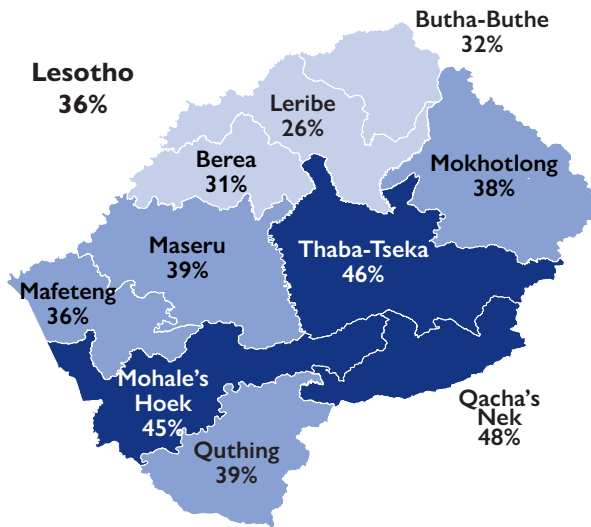 Butha-Buthe
32%
Lesotho
36%
Leribe
26%
Berea
31%
Mokhotlong
38%
Maseru
39%
Thaba-Tseka
46%
Mafeteng
36%
Mohale's
Hoek
45%
Qacha's
Nek
48%
Quthing
39%